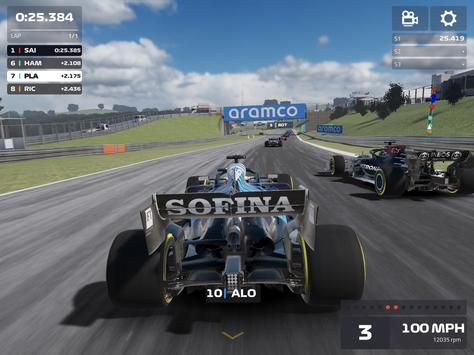 0:25.384
LAP 1/1
1 SAI 0:25.385
6 HAM +2.108
7 PLA +2.175
8 RIC +2.436
S1 25.419
S2
S3
aramco
aramco
BOT
SOFINA
10 ALO
3 100 MPH
12035 rpm